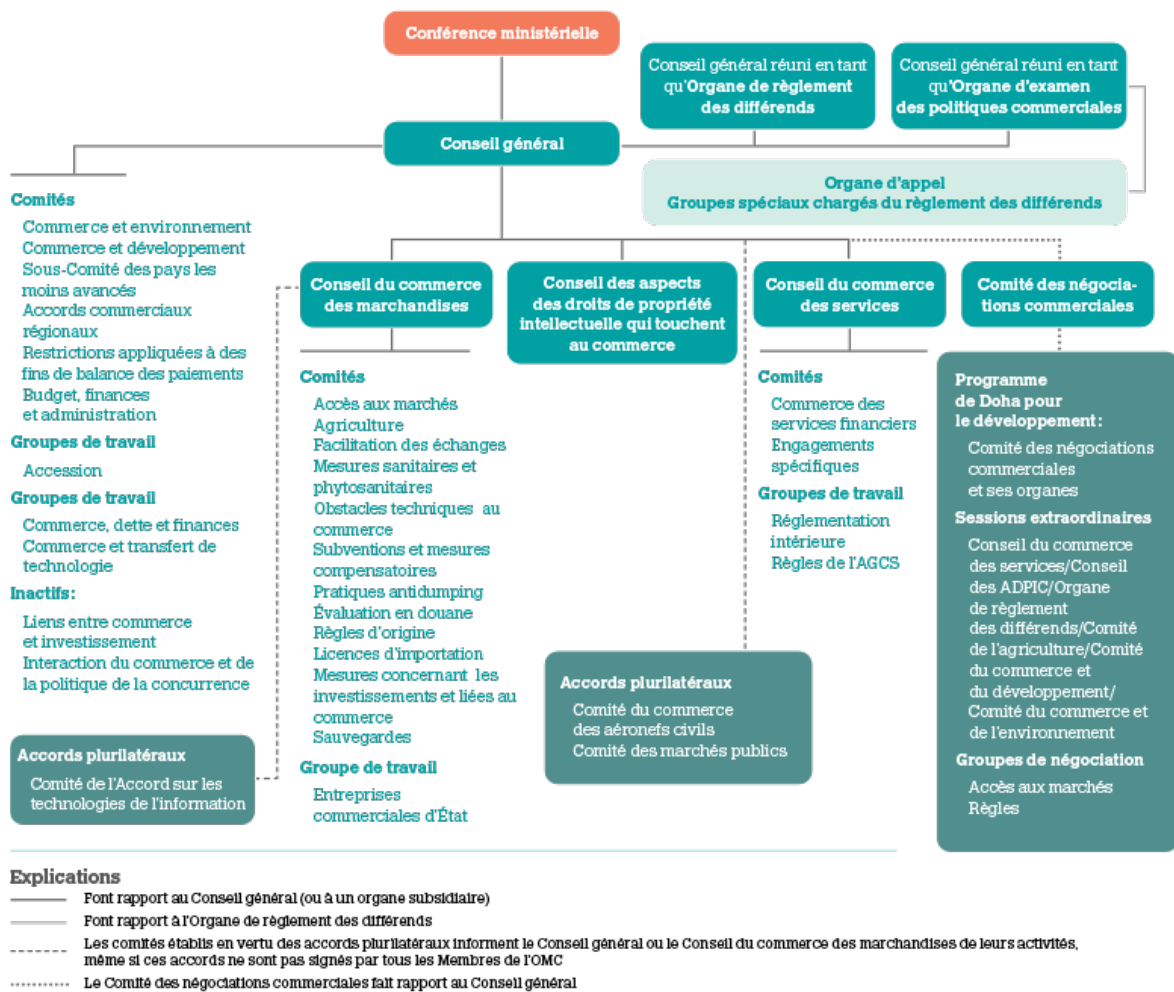 Conférence ministérielle
Conseil général réuni en tant
qu'Organe de règlement
des différends
Conseil général réuni en tant
qu'Organe d'examen
des politiques commerciales
Conseil général
Organe d'appel
Groupes spéciaux chargés du règlement des différends
Comités
Commerce et environnement
Commerce et développement
Sous-Comité des pays les
moins avancés
Accords commerciaux
régionaux
Restrictions appliquées à des
fins de balance des paiements
Budget, finances
et administration
Groupes de travail
Accession
Groupes de travail
Commerce, dette et finances
Commerce et transfert de
technologie
Inactifs:
Liens entre commerce
et investissement
Interaction du commerce et de
la politique de la concurrence
Accords plurilatéraux
Comité de l'Accord sur les
technologies de l'information
Conseil du commerce
des marchandises
Comités
Accès aux marchés
Agriculture
Facilitation des échanges
Mesures sanitaires et
phytosanitaires
Obstacles techniques au
commerce
Subventions et mesures
compensatoires
Pratiques antidumping
Évaluation en douane
Règles d'origine
Licences d'importation
Mesures concernant les
investissements et liées au
commerce
Sauvegardes
Groupe de travail
Entreprises
commerciales d'État
Conseil des aspects
des droits de propriété
intellectuelle qui touchent
au commerce
Accords plurilatéraux
Comité du commerce
des aéronefs civils
Comité des marchés publics
Conseil du commerce
des services
Comités
Commerce des
services financiers
Engagements
spécifiques
Groupes de travail
Réglementation
intérieure
Règles de l'AGCS
Comité des négocia-
tions commerciales
Programme
de Doha pour
le développement:
Comité des négociations
commerciales
et ses organes
Sessions extraordinaires
Conseil du commerce
des services/Conseil
des ADPIC/Organe
de règlement
des différends/Comité
de l'agriculture/Comité
du commerce et
du développement/
Comité du commerce et
de l'environnement
Groupes de négociation
Accès aux marchés
Règles
Explications
Font rapport au Conseil général (ou à un organe subsidiaire)
Font rapport à l'Organe de règlement des différends
Les comités établis en vertu des accords plurilatéraux informent le Conseil général ou le Conseil du commerce des marchandises de leurs activités,
même si ces accords ne sont pas signés par tous les Membres de l'OMC
Le Comité des négociations commerciales fait rapport au Conseil général